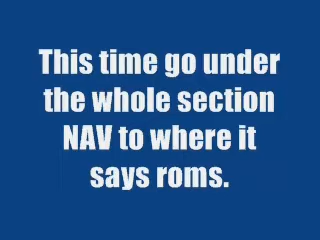 This time go under
the whole section
NAV to where it
says roms.